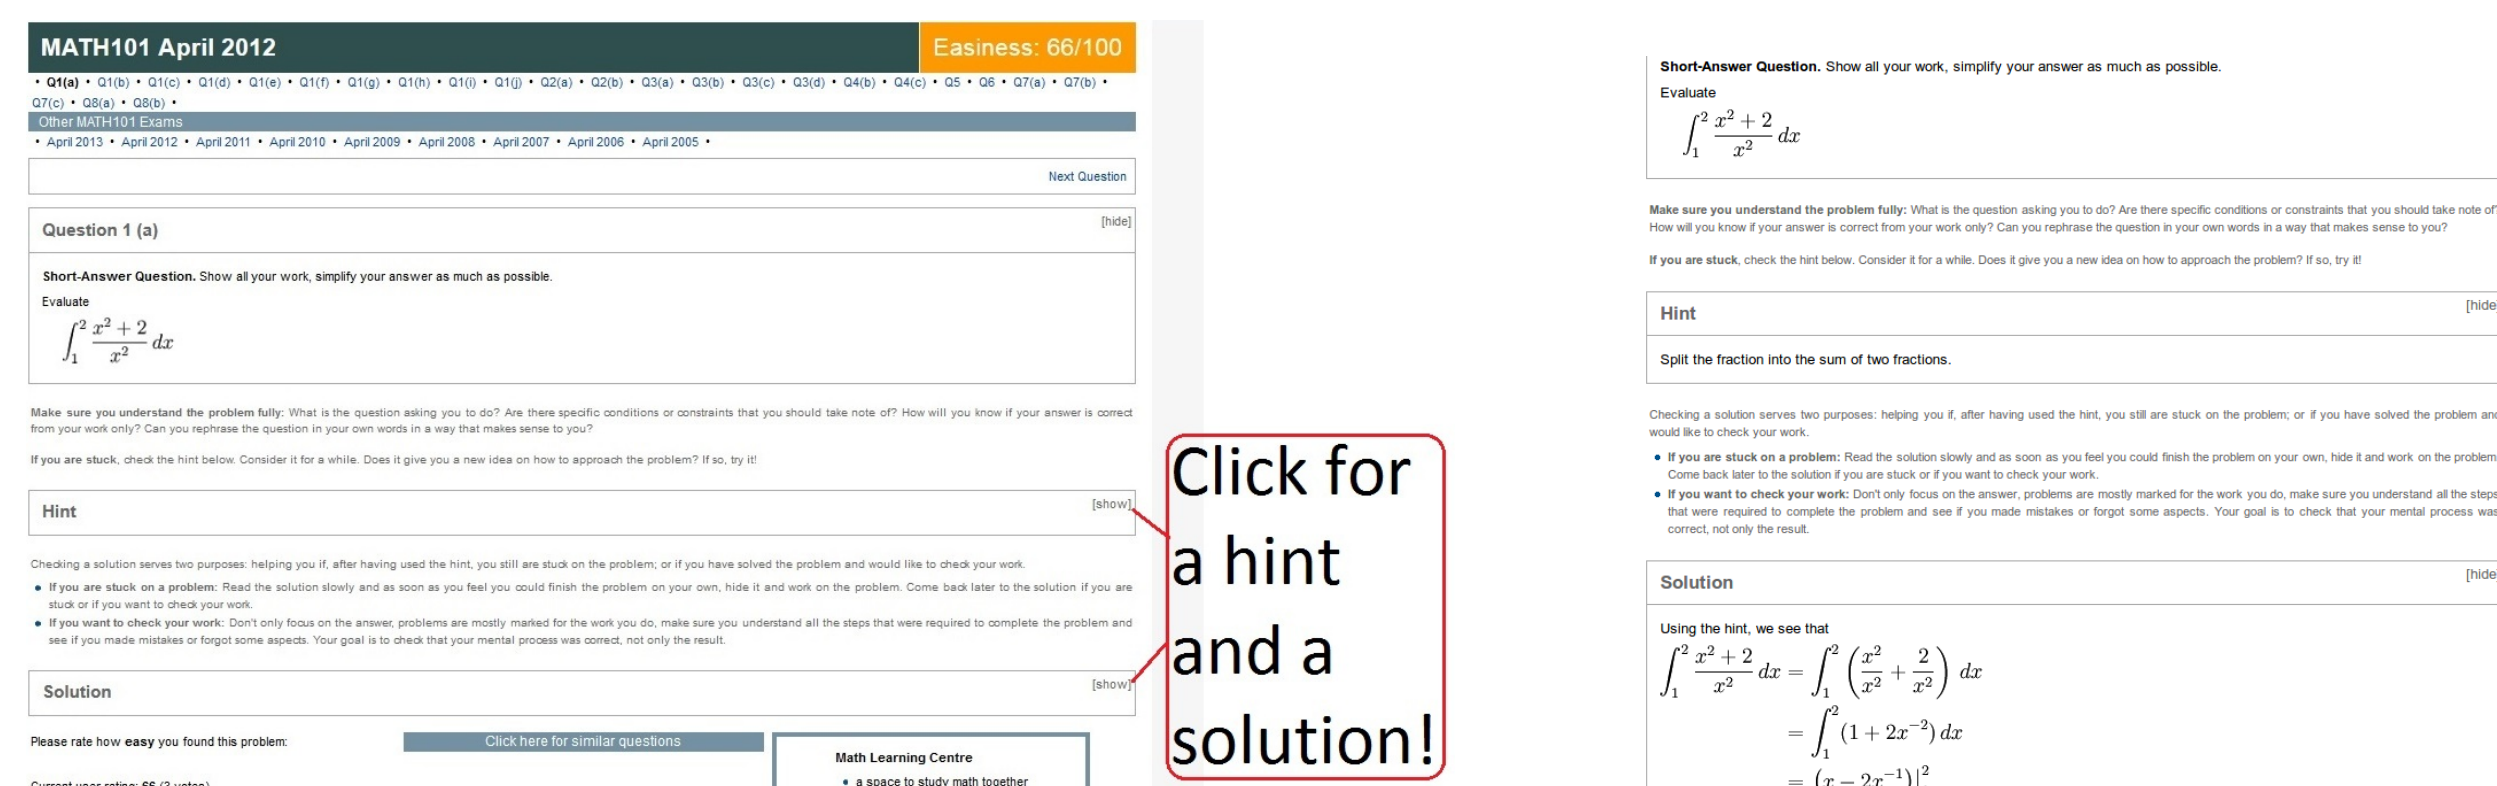 MATH101 April 2012
Easiness: 66/100
• Q1(a) • Q1(b) • Q1(c) • Q1(d) • Q1(e) • Q1(f) • Q1(g) • Q1(h) • Q1(i) • Q1(j) • Q2(a) • Q2(b) • Q3(a) • Q3(b) • Q3(c) • Q3(d) • Q4(b) • Q4(c) • Q5 • Q6 • Q7(a) • Q7(b) •
Q7(c) • Q8(a) • Q8(b) •
Other MATH101 Exams
• April 2013 • April 2012 • April 2011 • April 2010 • April 2009 • April 2008 • April 2007 • April 2006 • April 2005 •
Next Question
Question 1 (a)
[hide]
Short-Answer Question. Show all your work, simplify your answer as much as possible.
Evaluate
∫₁² (x² + 2)/x² dx
Make sure you understand the problem fully: What is the question asking you to do? Are there specific conditions or constraints that you should take note of? How will you know if your answer is correct
from your work only? Can you rephrase the question in your own words in a way that makes sense to you?
If you are stuck, check the hint below. Consider it for a while. Does it give you a new idea on how to approach the problem? If so, try it!
Hint
[show]
Checking a solution serves two purposes: helping you if, after having used the hint, you still are stuck on the problem; or if you have solved the problem and would like to check your work.
• If you are stuck on a problem: Read the solution slowly and as soon as you feel you could finish the problem on your own, hide it and work on the problem. Come back later to the solution if you are
stuck or if you want to check your work.
• If you want to check your work: Don't only focus on the answer, problems are mostly marked for the work you do, make sure you understand all the steps that were required to complete the problem and
see if you made mistakes or forgot some aspects. Your goal is to check that your mental process was correct, not only the result.
Solution
[show]
Please rate how easy you found this problem:
Click here for similar questions
Math Learning Centre
• a space to study math together
Current user rating: 66 (3 votes)
Click for
a hint
and a
solution!
Short-Answer Question. Show all your work, simplify your answer as much as possible.
Evaluate
∫₁² (x² + 2)/x² dx
Make sure you understand the problem fully: What is the question asking you to do? Are there specific conditions or constraints that you should take note of?
How will you know if your answer is correct from your work only? Can you rephrase the question in your own words in a way that makes sense to you?
If you are stuck, check the hint below. Consider it for a while. Does it give you a new idea on how to approach the problem? If so, try it!
Hint
[hide
Split the fraction into the sum of two fractions.
Checking a solution serves two purposes: helping you if, after having used the hint, you still are stuck on the problem; or if you have solved the problem and
would like to check your work.
• If you are stuck on a problem: Read the solution slowly and as soon as you feel you could finish the problem on your own, hide it and work on the problem
Come back later to the solution if you are stuck or if you want to check your work.
• If you want to check your work: Don't only focus on the answer, problems are mostly marked for the work you do, make sure you understand all the steps
that were required to complete the problem and see if you made mistakes or forgot some aspects. Your goal is to check that your mental process was
correct, not only the result.
Solution
[hide
Using the hint, we see that
∫₁² (x² + 2)/x² dx = ∫₁² (x²/x² + 2/x²) dx
= ∫₁² (1 + 2x⁻²) dx
= (x − 2x⁻¹)|²